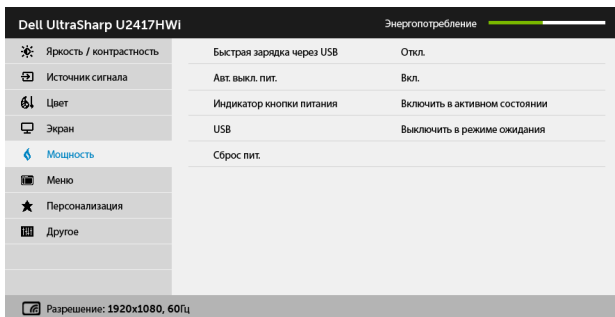 Dell UltraSharp U2417HWi Энергопотребление
Яркость / контрастность Быстрая зарядка через USB Откл.
Источник сигнала Авт. выкл. пит. Вкл.
Цвет Индикатор кнопки питания Включить в активном состоянии
Экран USB Выключить в режиме ожидания
Мощность Сброс пит.
Меню
Персонализация
Другое
Разрешение: 1920x1080, 60Гц